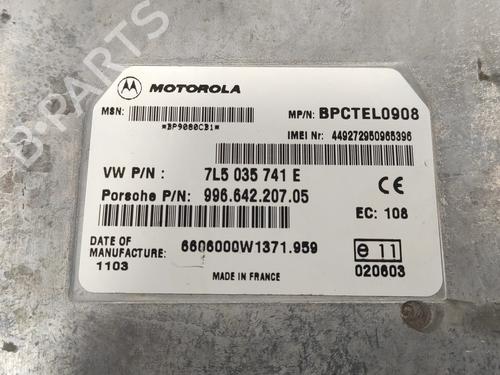 MOTOROLA
MSN:
*BP9080CB1*
MP/N: BPCTEL0908
IMEI Nr: 449272950965396
VW P/N : 7L5 035 741 E
Porsche P/N: 996.642.207.05
CE
EC: 108
DATE OF
MANUFACTURE:
1103
6606000W1371.959
e 11
020603
MADE IN FRANCE
B-PARTS